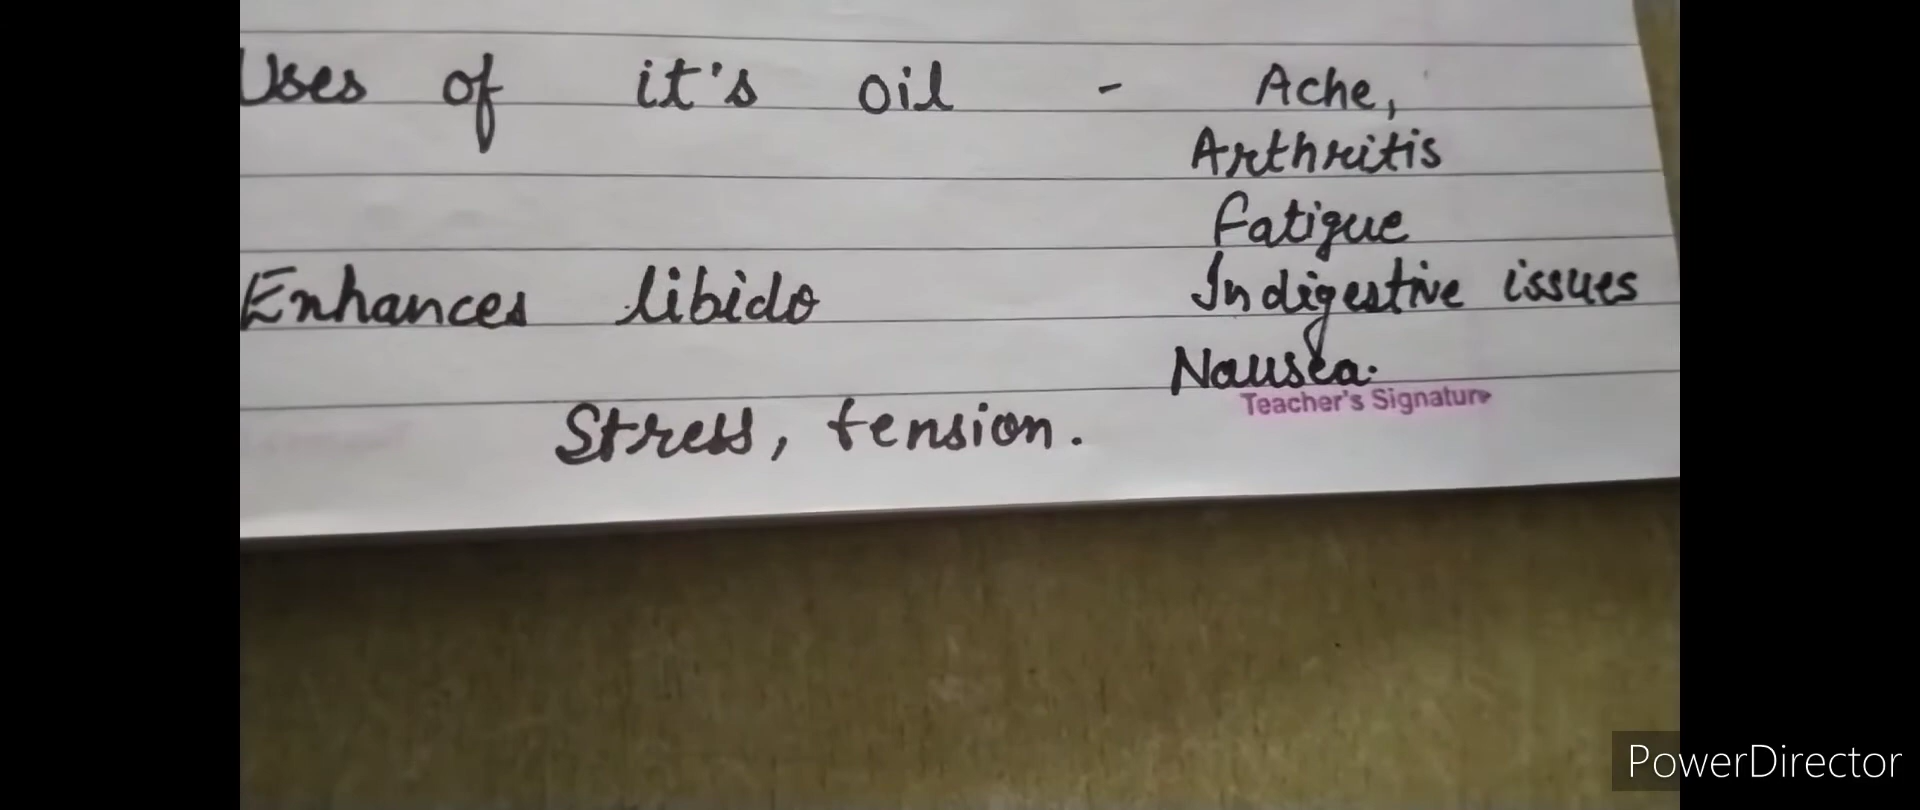 Uses of it's oil - Ache,
Arthritis
Fatigue
Enhances libido Indigestive issues
Nausea.
Teacher's Signature
Stress, tension.
PowerDirector